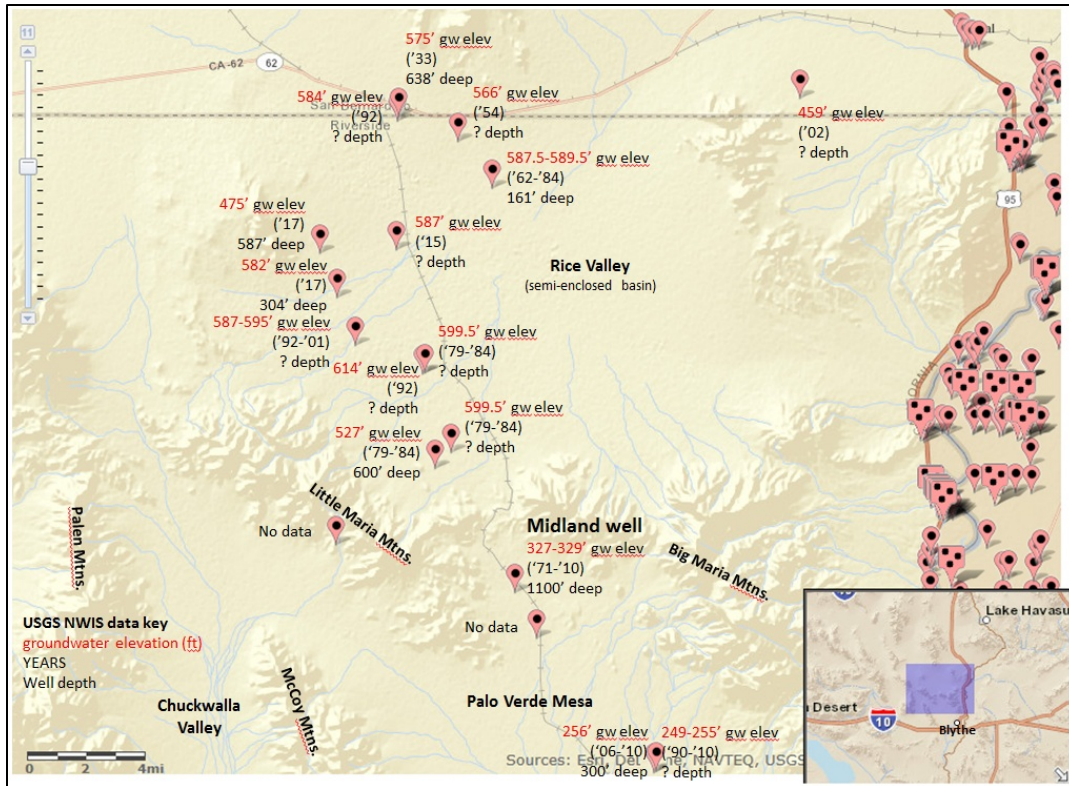 11
CA-62
62
575’ gw elev
(’33)
638’ deep
584’ gw elev
(’92)
? depth
San Bernardino
Riverside
566’ gw elev
(’54)
? depth
459’ gw elev
(’02)
? depth
587.5-589.5’ gw elev
(’62-’84)
161’ deep
95
475’ gw elev
(’17)
587’ deep
587’ gw elev
(‘15)
? depth
582’ gw elev
(’17)
304’ deep
Rice Valley
(semi-enclosed basin)
587-595’ gw elev
(’92-’01)
? depth
599.5’ gw elev
(‘79-’84)
? depth
614’ gw elev
(’92)
? depth
ORNIA
599.5’ gw elev
(‘79-’84)
? depth
527’ gw elev
(’79-’84)
600’ deep
Little Maria Mtns.
Palen Mtns.
No data
Midland well
327-329’ gw elev
(‘71-’10)
1100’ deep
Big Maria Mtns.
No data
USGS NWIS data key
groundwater elevation (ft)
YEARS
Well depth
McCoy Mtns.
Chuckwalla
Valley
Palo Verde Mesa
256’ gw elev
(‘06-’10)
300’ deep
249-255’ gw elev
(’90-’10)
? depth
Sources: Esri, DeLorme, NAVTEQ, USGS
0 2 4mi
Lake Havasu
Desert
10
Blythe